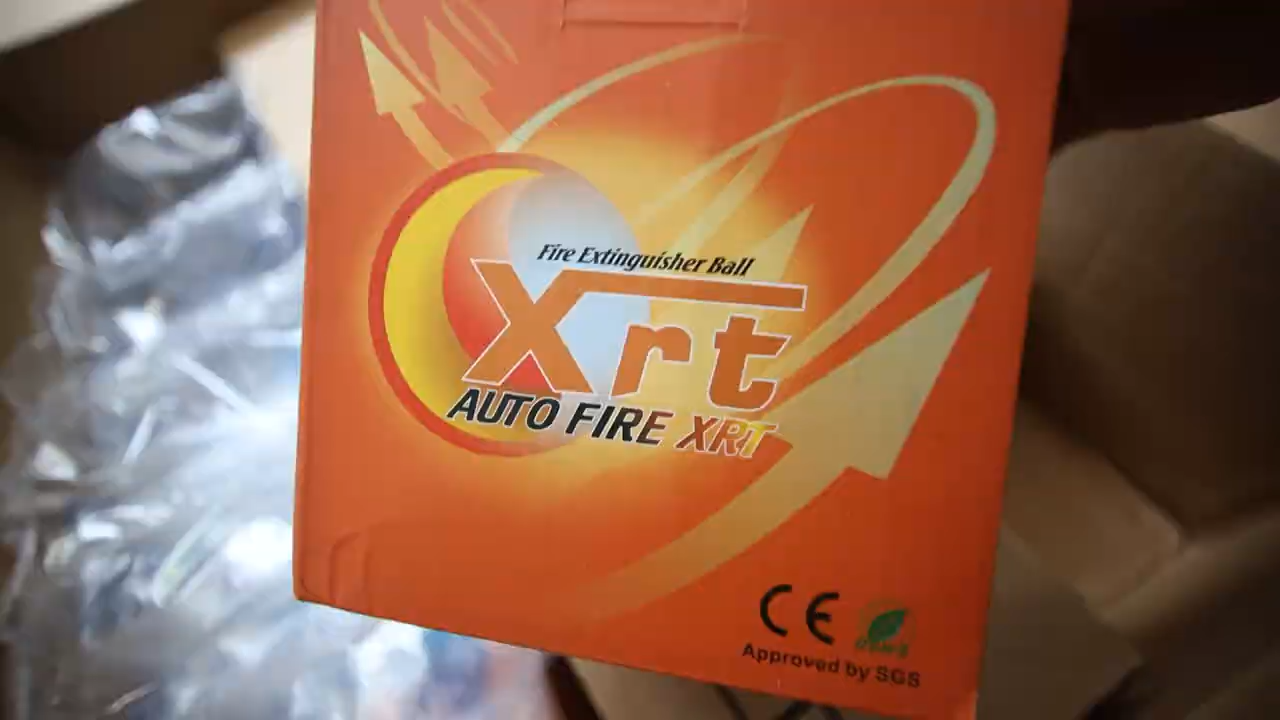 Fire Extinguisher Ball
Xrt
AUTO FIRE XRT
CE
Approved by SGS